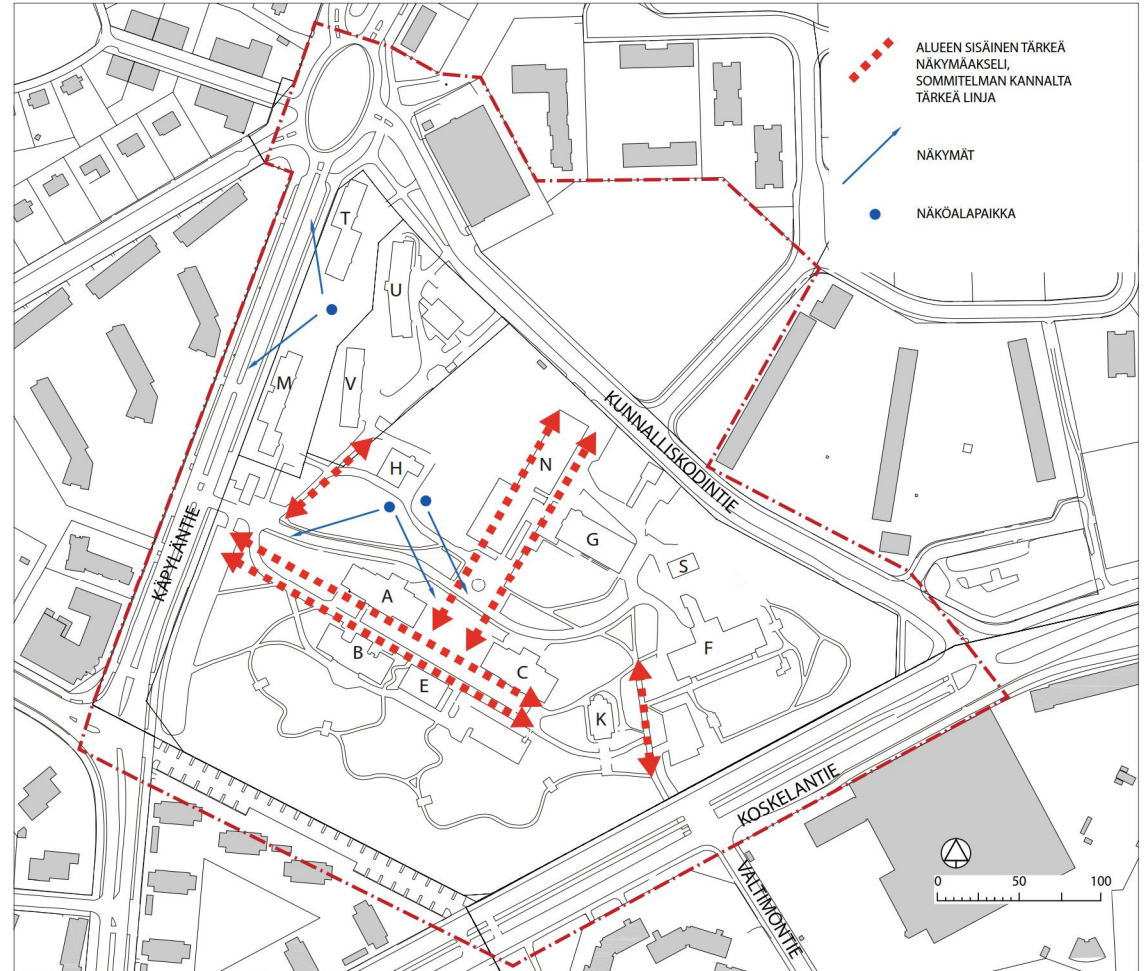 ALUEEN SISÄINEN TÄRKEÄ
NÄKYMÄAKSELI,
SOMMITELMAN KANNALTA
TÄRKEÄ LINJA
NÄKYMÄT
NÄKÖALAPAIKKA
T
U
M
V
H
N
G
S
A
B
E
C
F
K
KUNNALLISKODINTIE
KÄPYLÄNTIE
KOSKELANTIE
VALTIMONTIE
0 50 100